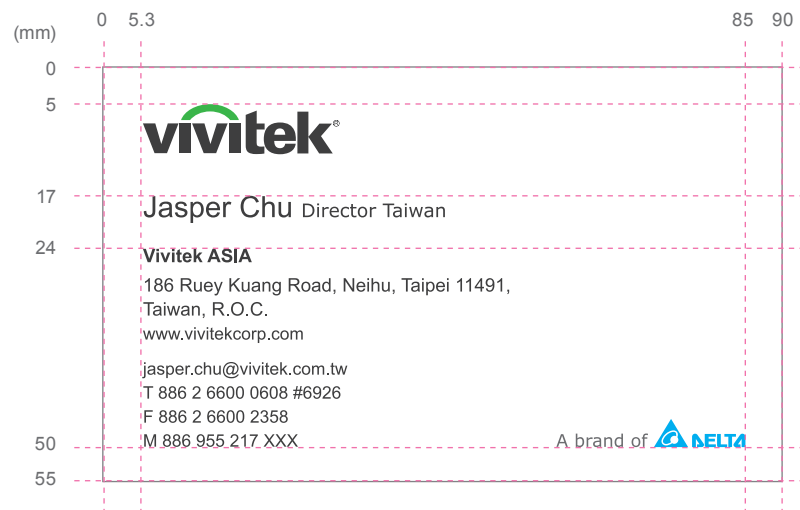 0 5.3 85 90
(mm)
0
5
vivitek®
17
Jasper Chu Director Taiwan
24
Vivitek ASIA
186 Ruey Kuang Road, Neihu, Taipei 11491,
Taiwan, R.O.C.
www.vivitekcorp.com
jasper.chu@vivitek.com.tw
T 886 2 6600 0608 #6926
F 886 2 6600 2358
50 M 886 955 217 XXX A brand of DELTA
55